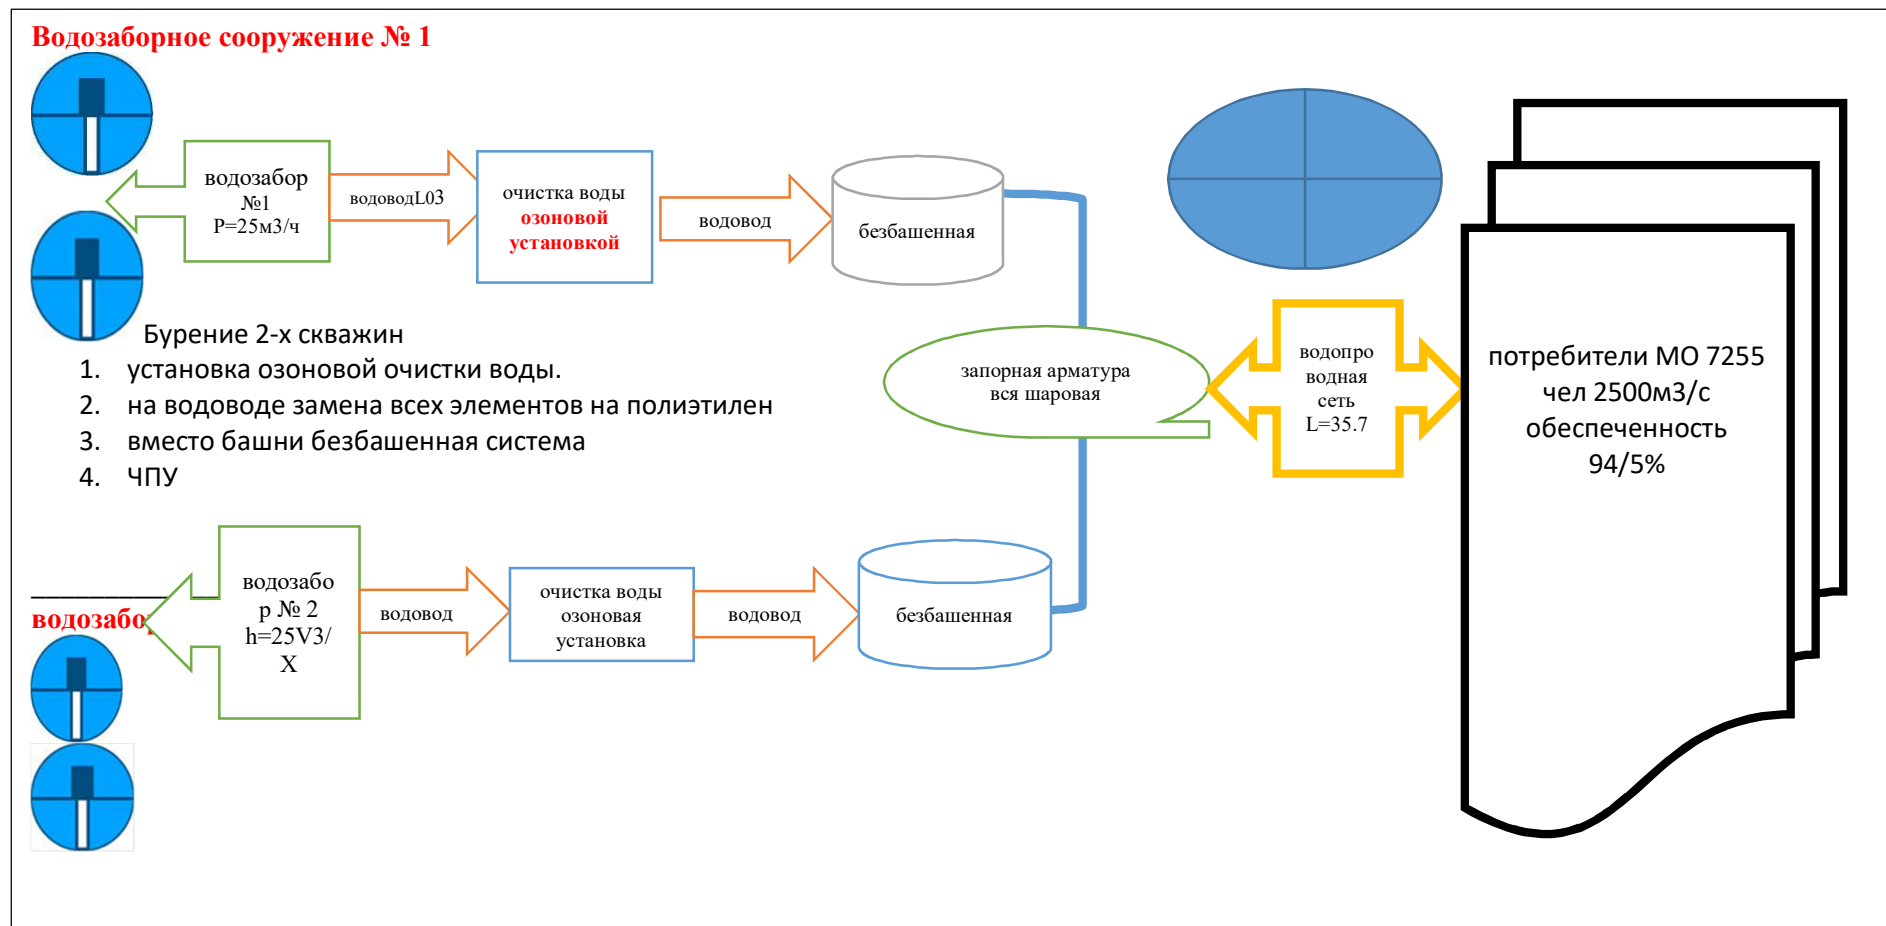 Водозаборное сооружение № 1
водозабор
№1
Р=25м3/ч
водоводL03
очистка воды
озоновой
установкой
водовод
безбашенная
Бурение 2-х скважин
1. установка озоновой очистки воды.
2. на водоводе замена всех элементов на полиэтилен
3. вместо башни безбашенная система
4. ЧПУ
запорная арматура
вся шаровая
водопро
водная
сеть
L=35.7
потребители МО 7255
чел 2500м3/с
обеспеченность
94/5%
водозабо
водозабо
р № 2
h=25V3/
X
водовод
очистка воды
озоновая
установка
водовод
безбашенная